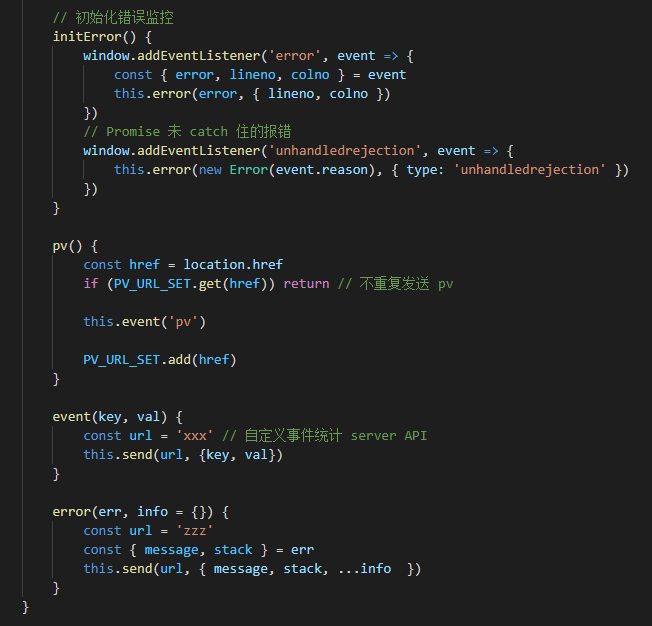 // 初始化错误监控
initError() {
window.addEventListener('error', event => {
const { error, lineno, colno } = event
this.error(error, { lineno, colno })
})
// Promise 未 catch 住的报错
window.addEventListener('unhandledrejection', event => {
this.error(new Error(event.reason), { type: 'unhandledrejection' })
})
}
pv() {
const href = location.href
if (PV_URL_SET.get(href)) return // 不重复发送 pv
this.event('pv')
PV_URL_SET.add(href)
}
event(key, val) {
const url = 'xxx' // 自定义事件统计 server API
this.send(url, {key, val})
}
error(err, info = {}) {
const url = 'zzz'
const { message, stack } = err
this.send(url, { message, stack, ...info  })
}
}